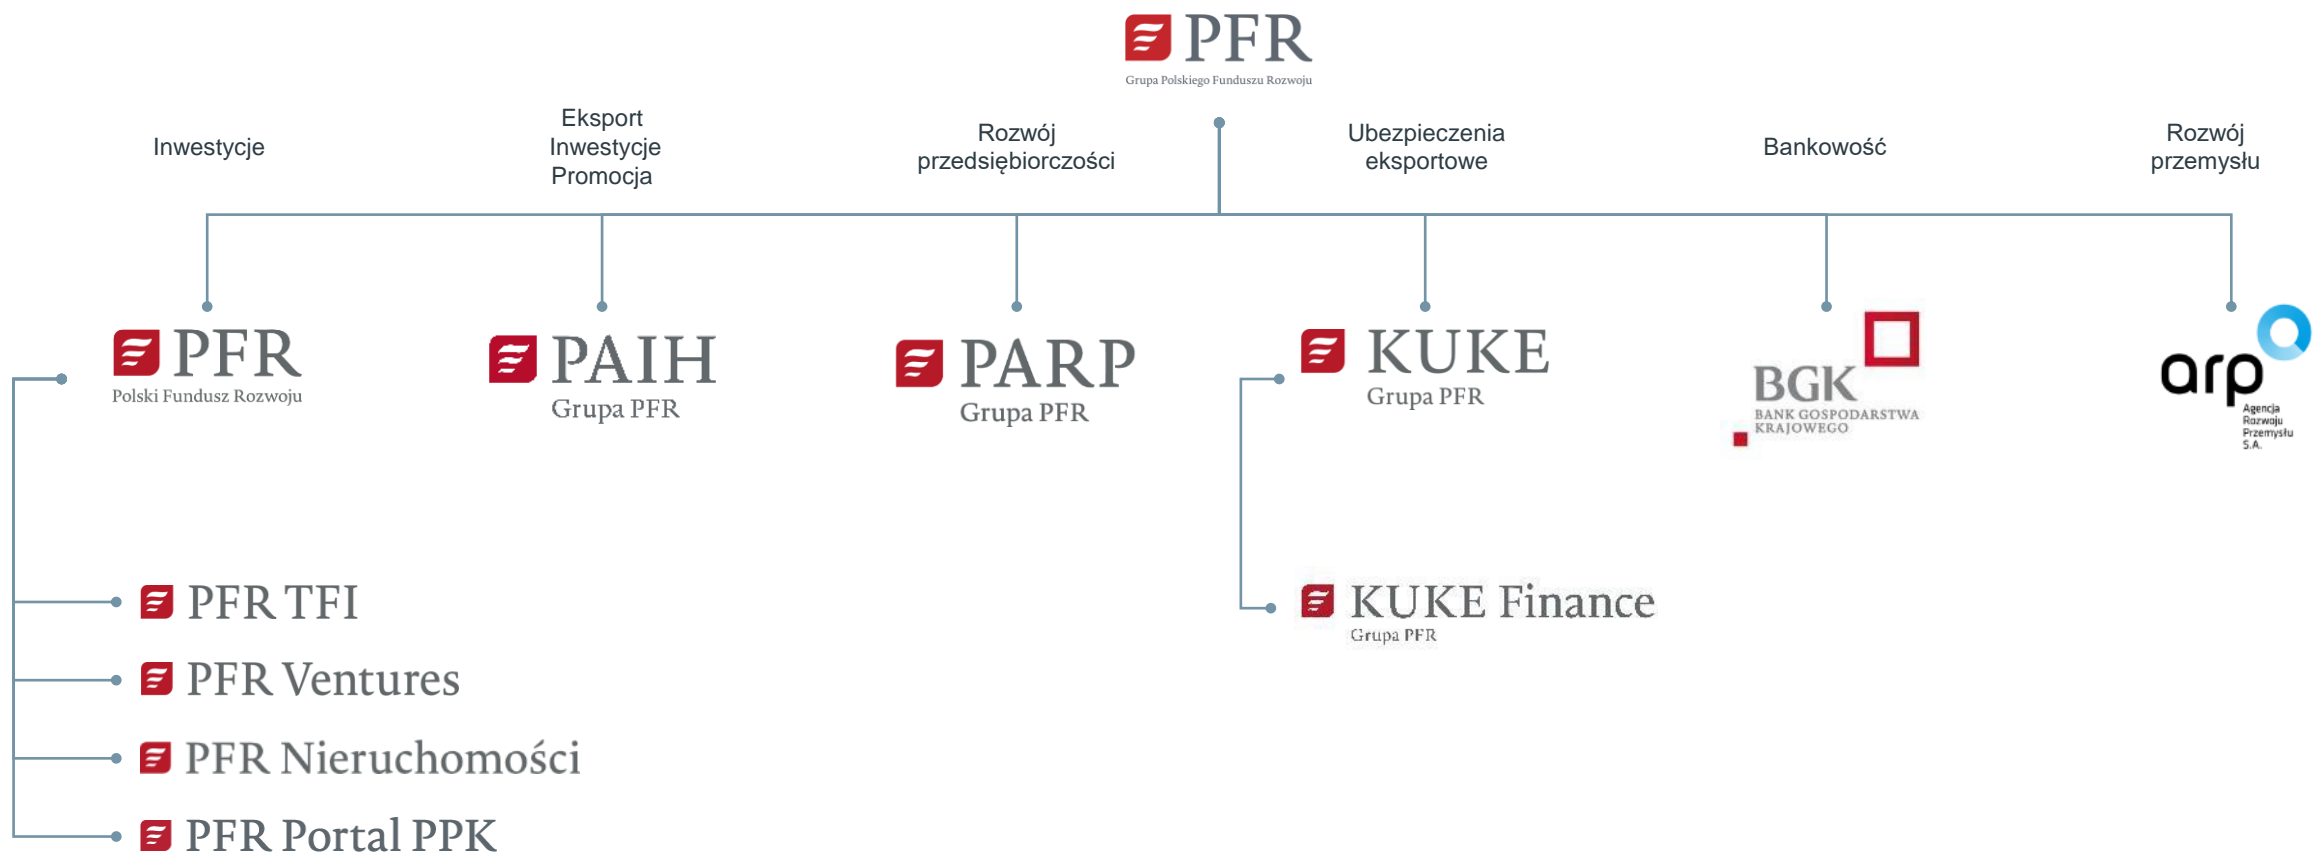 PFR
Grupa Polskiego Funduszu Rozwoju
Inwestycje
Eksport
Inwestycje
Promocja
Rozwój
przedsiębiorczości
Ubezpieczenia
eksportowe
Bankowość
Rozwój
przemysłu
PFR
Polski Fundusz Rozwoju
PAIH
Grupa PFR
PARP
Grupa PFR
KUKE
Grupa PFR
BGK
BANK GOSPODARSTWA
KRAJOWEGO
arp
Agencja
Rozwoju
Przemysłu
S.A.
PFR TFI
PFR Ventures
PFR Nieruchomości
PFR Portal PPK
KUKE Finance
Grupa PFR